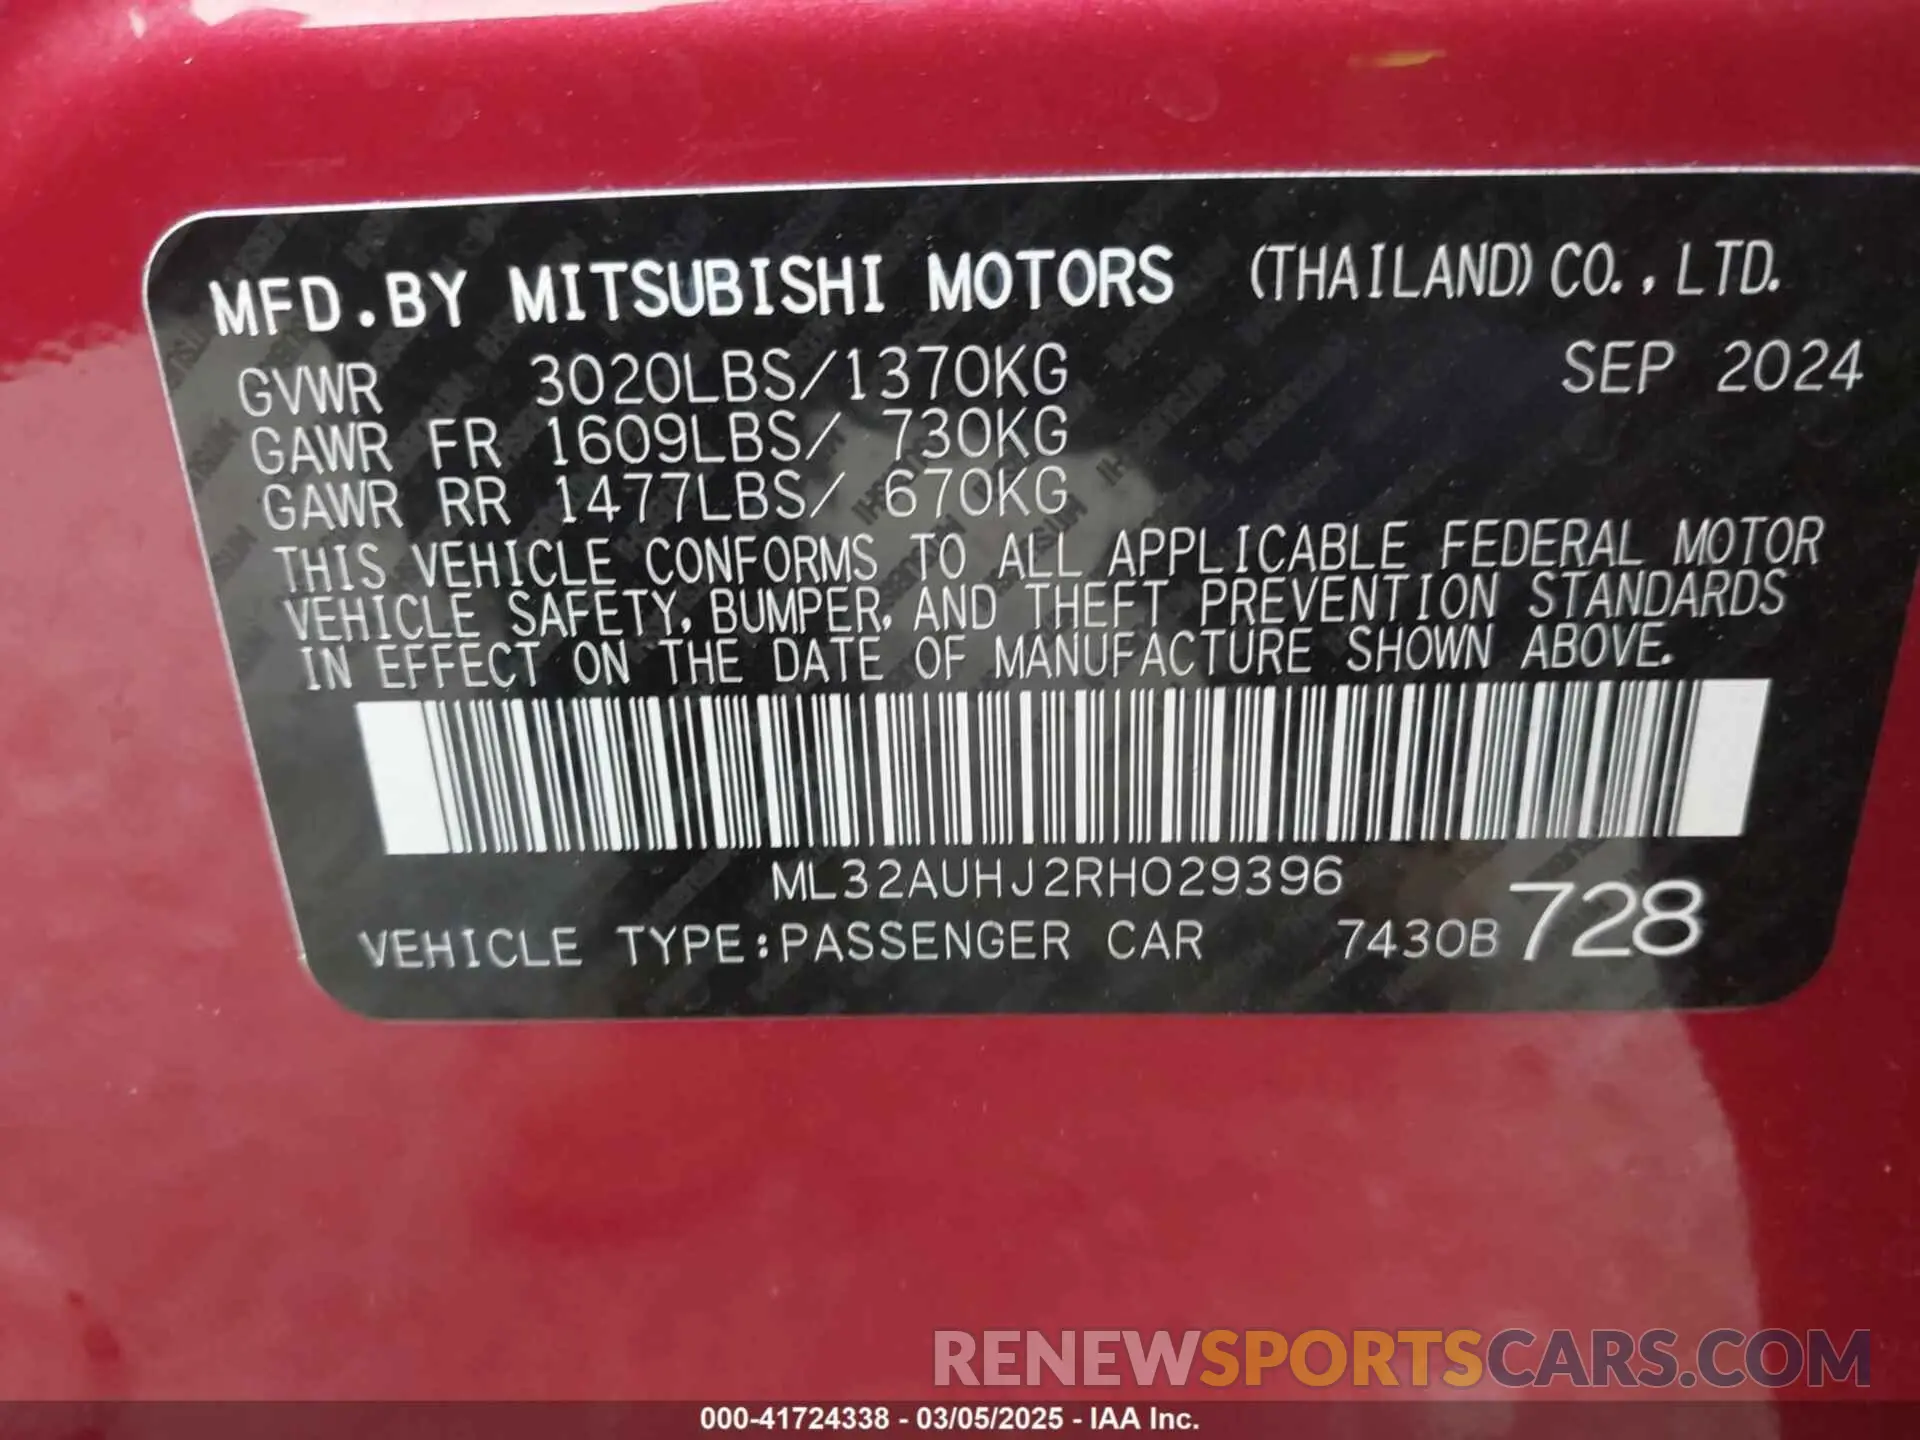 MFD.BY MITSUBISHI MOTORS (THAILAND) CO.,LTD.
GVWR 3020LBS/1370KG SEP 2024
GAWR FR 1609LBS/ 730KG
GAWR RR 1477LBS/ 670KG
THIS VEHICLE CONFORMS TO ALL APPLICABLE FEDERAL MOTOR
VEHICLE SAFETY, BUMPER, AND THEFT PREVENTION STANDARDS
IN EFFECT ON THE DATE OF MANUFACTURE SHOWN ABOVE.
ML32AUHJ2RH029396
VEHICLE TYPE:PASSENGER CAR 7430B 728
RENEWSPORTSCARS.COM
000-41724338 - 03/05/2025 - IAA Inc.